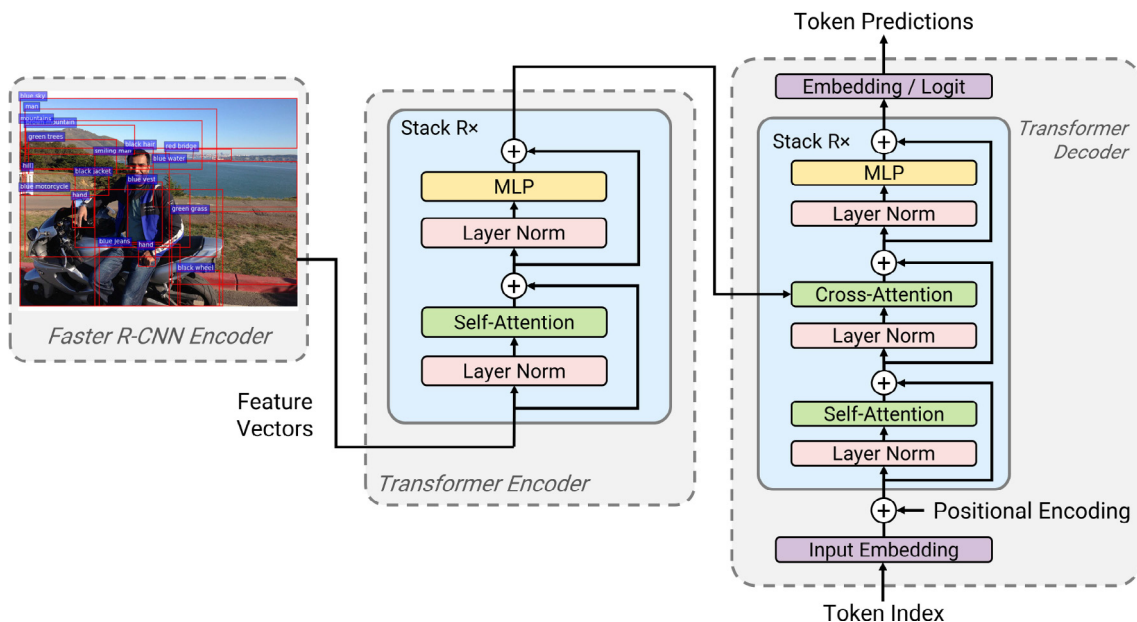 blue sky
man
mountains
mountain
green trees
black hair
red bridge
smiling man
blue water
hill
black jacket
blue vest
blue motorcycle
hand
green grass
blue jeans
hand
black wheel
Faster R-CNN Encoder
Feature
Vectors
Stack R×
MLP
Layer Norm
Self-Attention
Layer Norm
Transformer Encoder
Token Predictions
Embedding / Logit
Transformer
Decoder
Stack R×
MLP
Layer Norm
Cross-Attention
Layer Norm
Self-Attention
Layer Norm
Positional Encoding
Input Embedding
Token Index